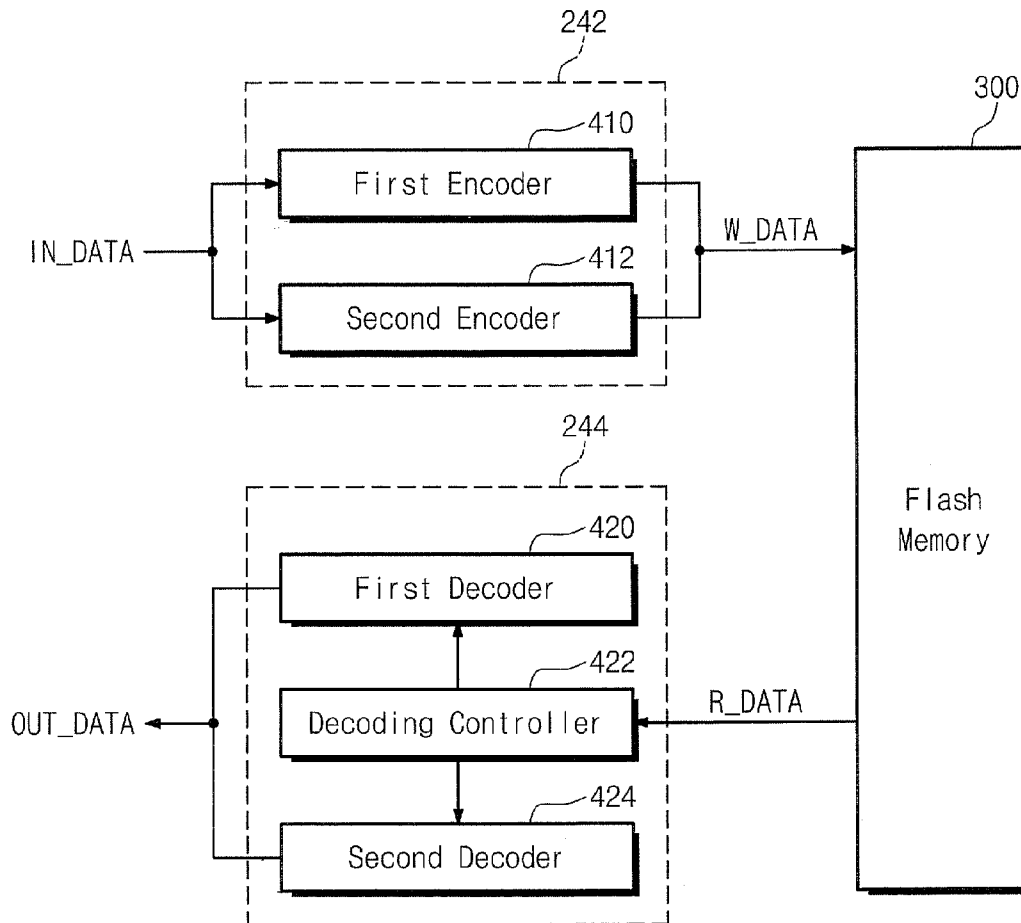 242
300
410
First Encoder
W_DATA
IN_DATA
412
Second Encoder
244
Flash
Memory
420
First Decoder
422
R_DATA
OUT_DATA
Decoding Controller
424
Second Decoder